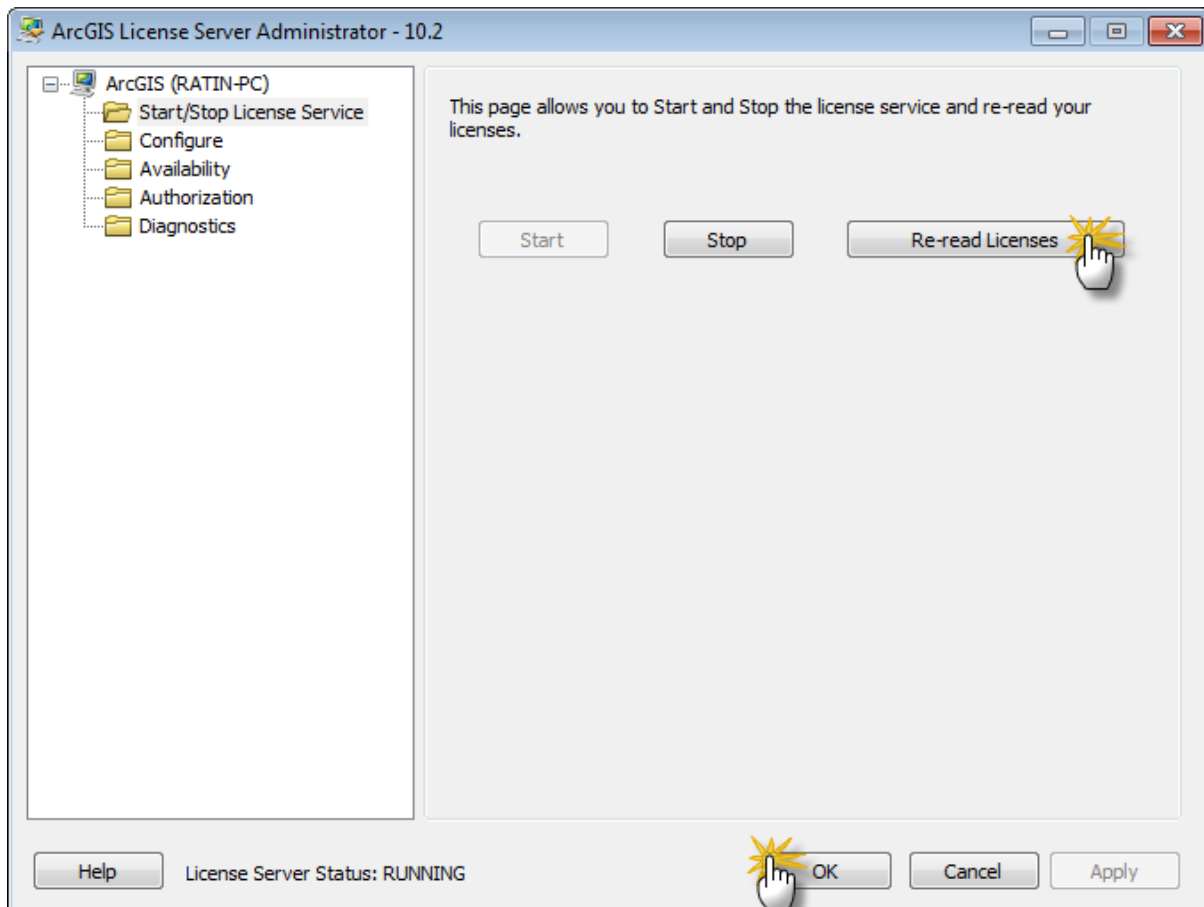 ArcGIS License Server Administrator - 10.2
ArcGIS (RATIN-PC)
Start/Stop License Service
Configure
Availability
Authorization
Diagnostics
This page allows you to Start and Stop the license service and re-read your
licenses.
Start
Stop
Re-read Licenses
Help
License Server Status: RUNNING
OK
Cancel
Apply